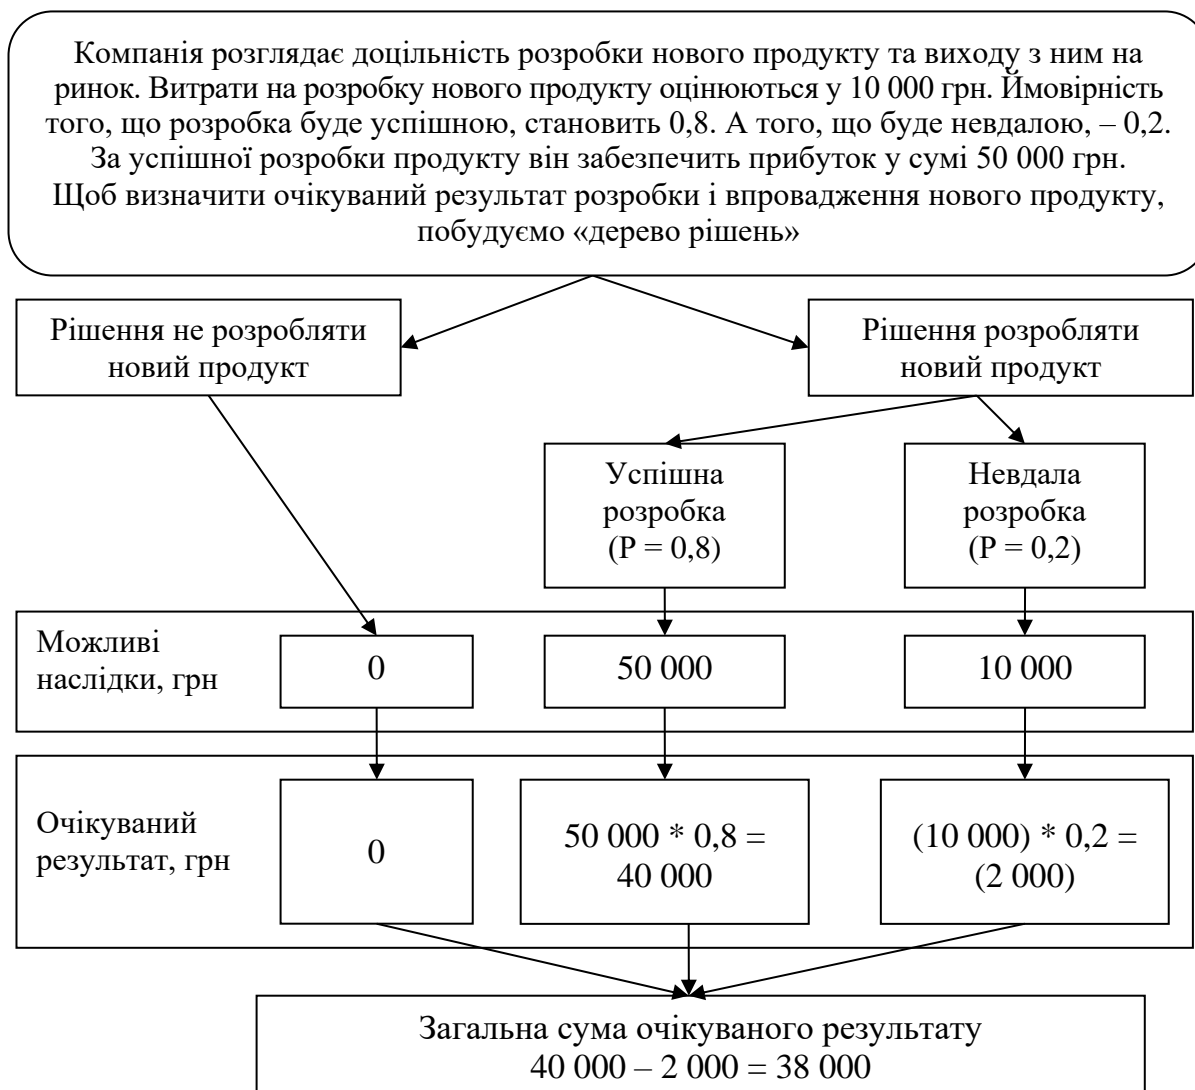 Компанія розглядає доцільність розробки нового продукту та виходу з ним на
ринок. Витрати на розробку нового продукту оцінюються у 10 000 грн. Ймовірність
того, що розробка буде успішною, становить 0,8. А того, що буде невдалою, – 0,2.
За успішної розробки продукту він забезпечить прибуток у сумі 50 000 грн.
Щоб визначити очікуваний результат розробки і впровадження нового продукту,
побудуємо «дерево рішень»
Рішення не розробляти
новий продукт
Рішення розробляти
новий продукт
Успішна
розробка
(P = 0,8)
Невдала
розробка
(P = 0,2)
Можливі
наслідки, грн
0
50 000
10 000
Очікуваний
результат, грн
0
50 000 * 0,8 =
40 000
(10 000) * 0,2 =
(2 000)
Загальна сума очікуваного результату
40 000 – 2 000 = 38 000